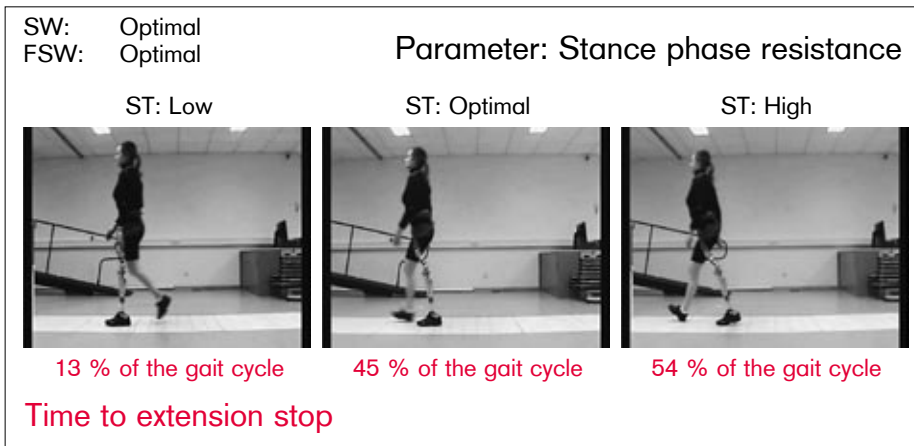 SW: Optimal
FSW: Optimal
Parameter: Stance phase resistance
ST: Low
ST: Optimal
ST: High
13 % of the gait cycle
45 % of the gait cycle
54 % of the gait cycle
Time to extension stop